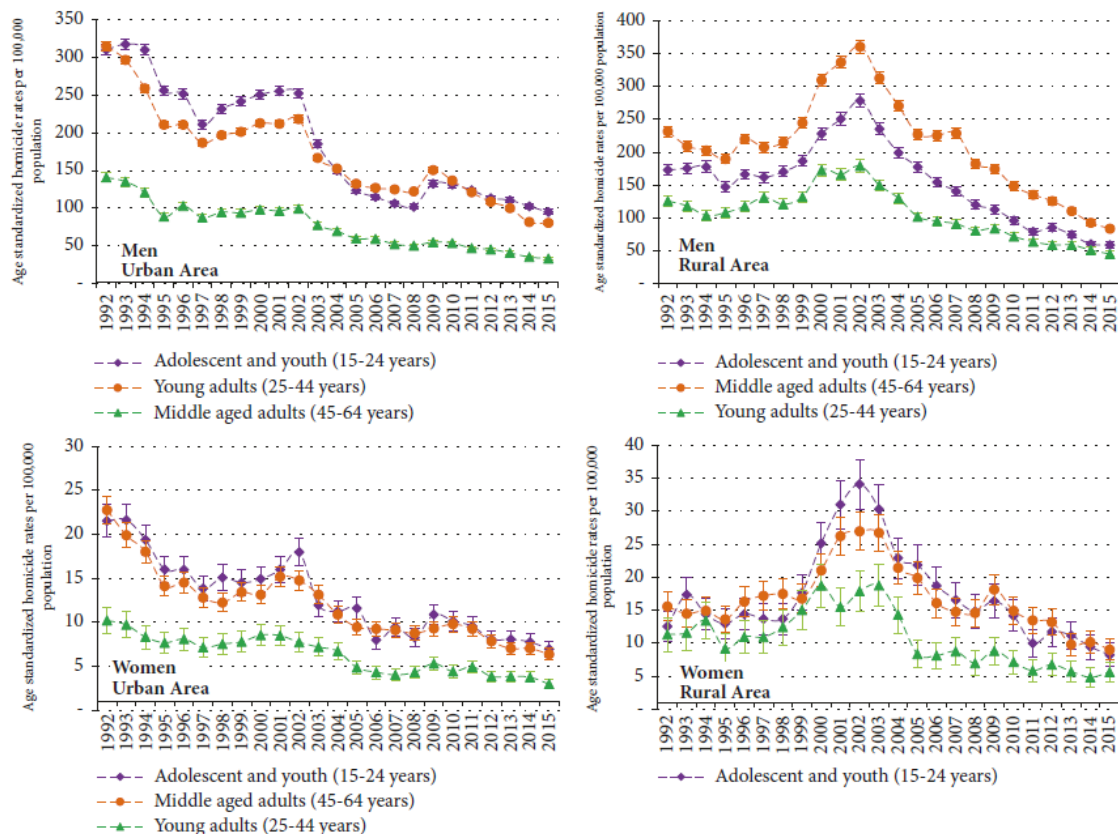 Age standardized homicide rates per 100,000
population
350
300
250
200
150
100
50
-
Men
Urban Area
1992 1993 1994 1995 1996 1997 1998 1999 2000 2001 2002 2003 2004 2005 2006 2007 2008 2009 2010 2011 2012 2013 2014 2015
Adolescent and youth (15-24 years)
Young adults (25-44 years)
Middle aged adults (45-64 years)
Age standardized homicide rates per 100,000 population
400
350
300
250
200
150
100
50
-
Men
Rural Area
1992 1993 1994 1995 1996 1997 1998 1999 2000 2001 2002 2003 2004 2005 2006 2007 2008 2009 2010 2011 2012 2013 2014 2015
Adolescent and youth (15-24 years)
Middle aged adults (45-64 years)
Young adults (25-44 years)
Age standardized homicide rates per 100,000
population
30
25
20
15
10
5
-
Women
Urban Area
1992 1993 1994 1995 1996 1997 1998 1999 2000 2001 2002 2003 2004 2005 2006 2007 2008 2009 2010 2011 2012 2013 2014 2015
Adolescent and youth (15-24 years)
Middle aged adults (45-64 years)
Young adults (25-44 years)
Age standardized homicide rates per 100,000
population
40
35
30
25
20
15
10
5
-
Women
Rural Area
1992 1993 1994 1995 1996 1997 1998 1999 2000 2001 2002 2003 2004 2005 2006 2007 2008 2009 2010 2011 2012 2013 2014 2015
Adolescent and youth (15-24 years)